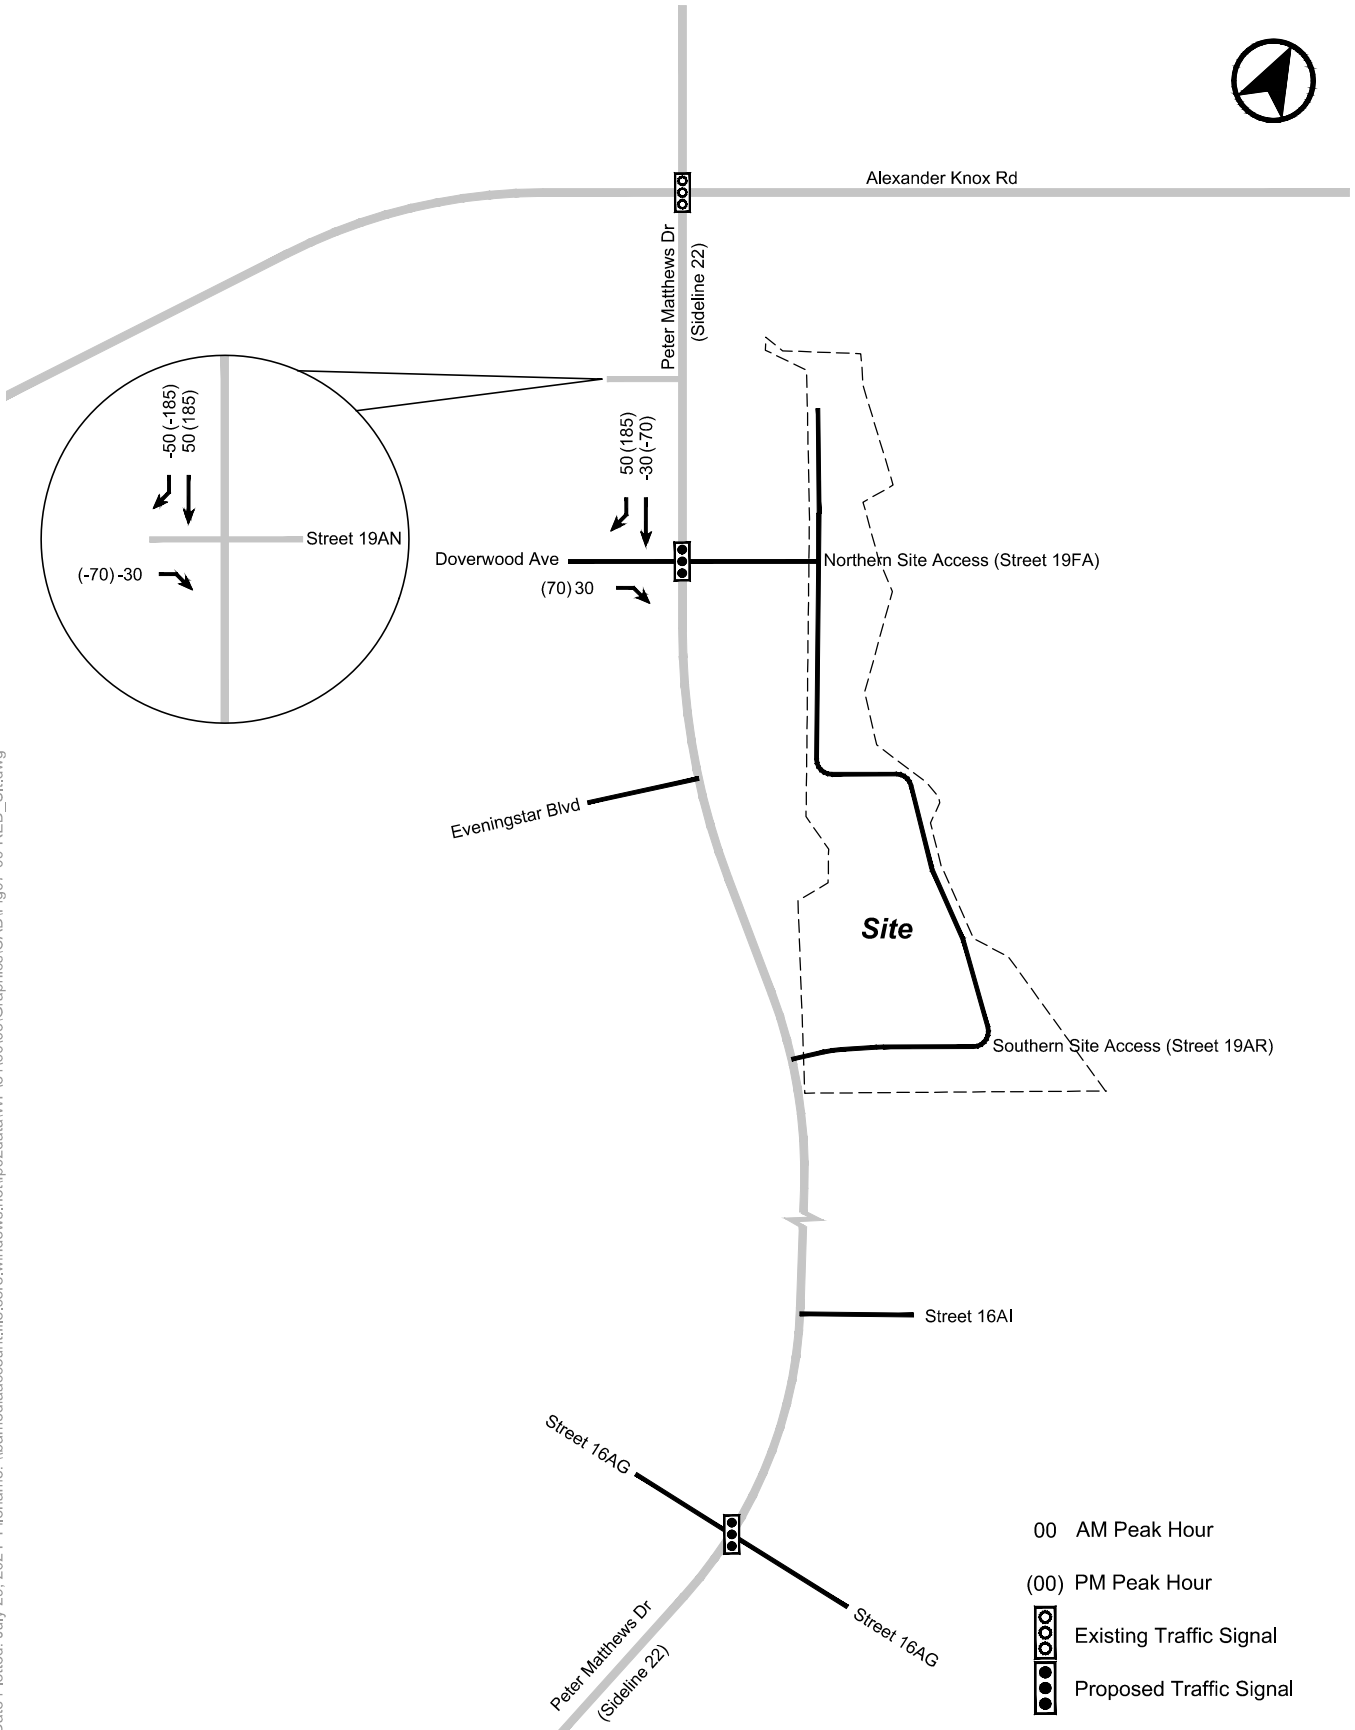 Alexander Knox Rd
Peter Matthews Dr
(Sideline 22)
-50 (-185)
50 (185)
Street 19AN
(-70) -30
50 (185)
-30 (-70)
Doverwood Ave
Northern Site Access (Street 19FA)
(70) 30
Eveningstar Blvd
Site
Southern Site Access (Street 19AR)
Street 16AI
Street 16AG
Street 16AG
Peter Matthews Dr
(Sideline 22)
00 AM Peak Hour
(00) PM Peak Hour
Existing Traffic Signal
Proposed Traffic Signal